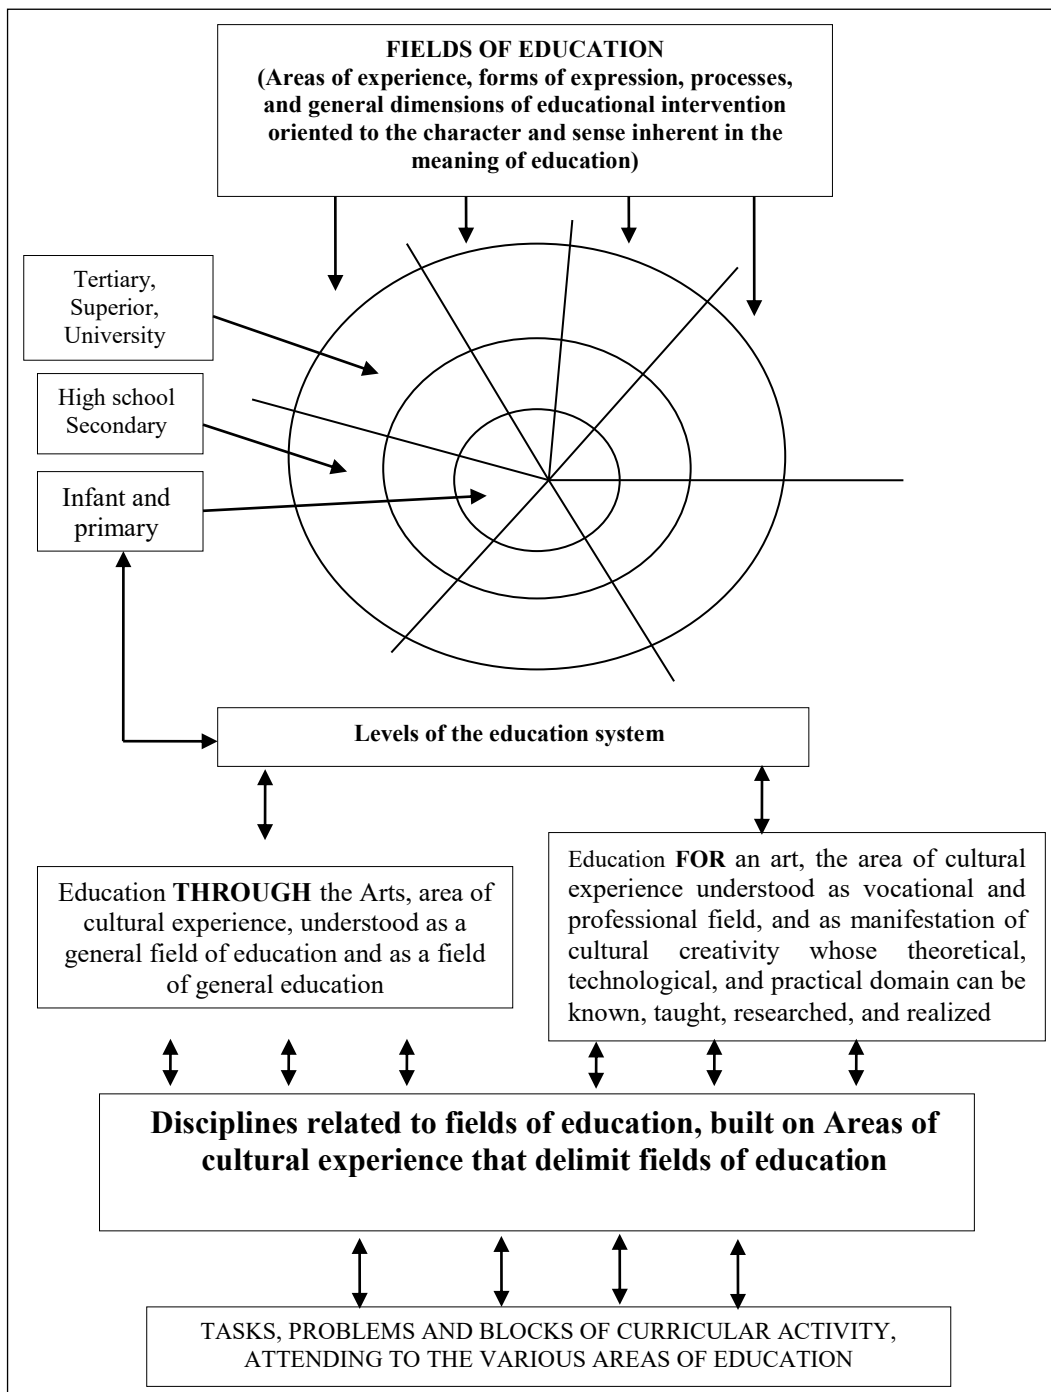 FIELDS OF EDUCATION
(Areas of experience, forms of expression, processes,
and general dimensions of educational intervention
oriented to the character and sense inherent in the
meaning of education)
Tertiary,
Superior,
University
High school
Secondary
Infant and
primary
Levels of the education system
Education THROUGH the Arts, area of
cultural experience, understood as a
general field of education and as a field
of general education
Education FOR an art, the area of cultural
experience understood as vocational and
professional field, and as manifestation of
cultural creativity whose theoretical,
technological, and practical domain can be
known, taught, researched, and realized
Disciplines related to fields of education, built on Areas of
cultural experience that delimit fields of education
TASKS, PROBLEMS AND BLOCKS OF CURRICULAR ACTIVITY,
ATTENDING TO THE VARIOUS AREAS OF EDUCATION